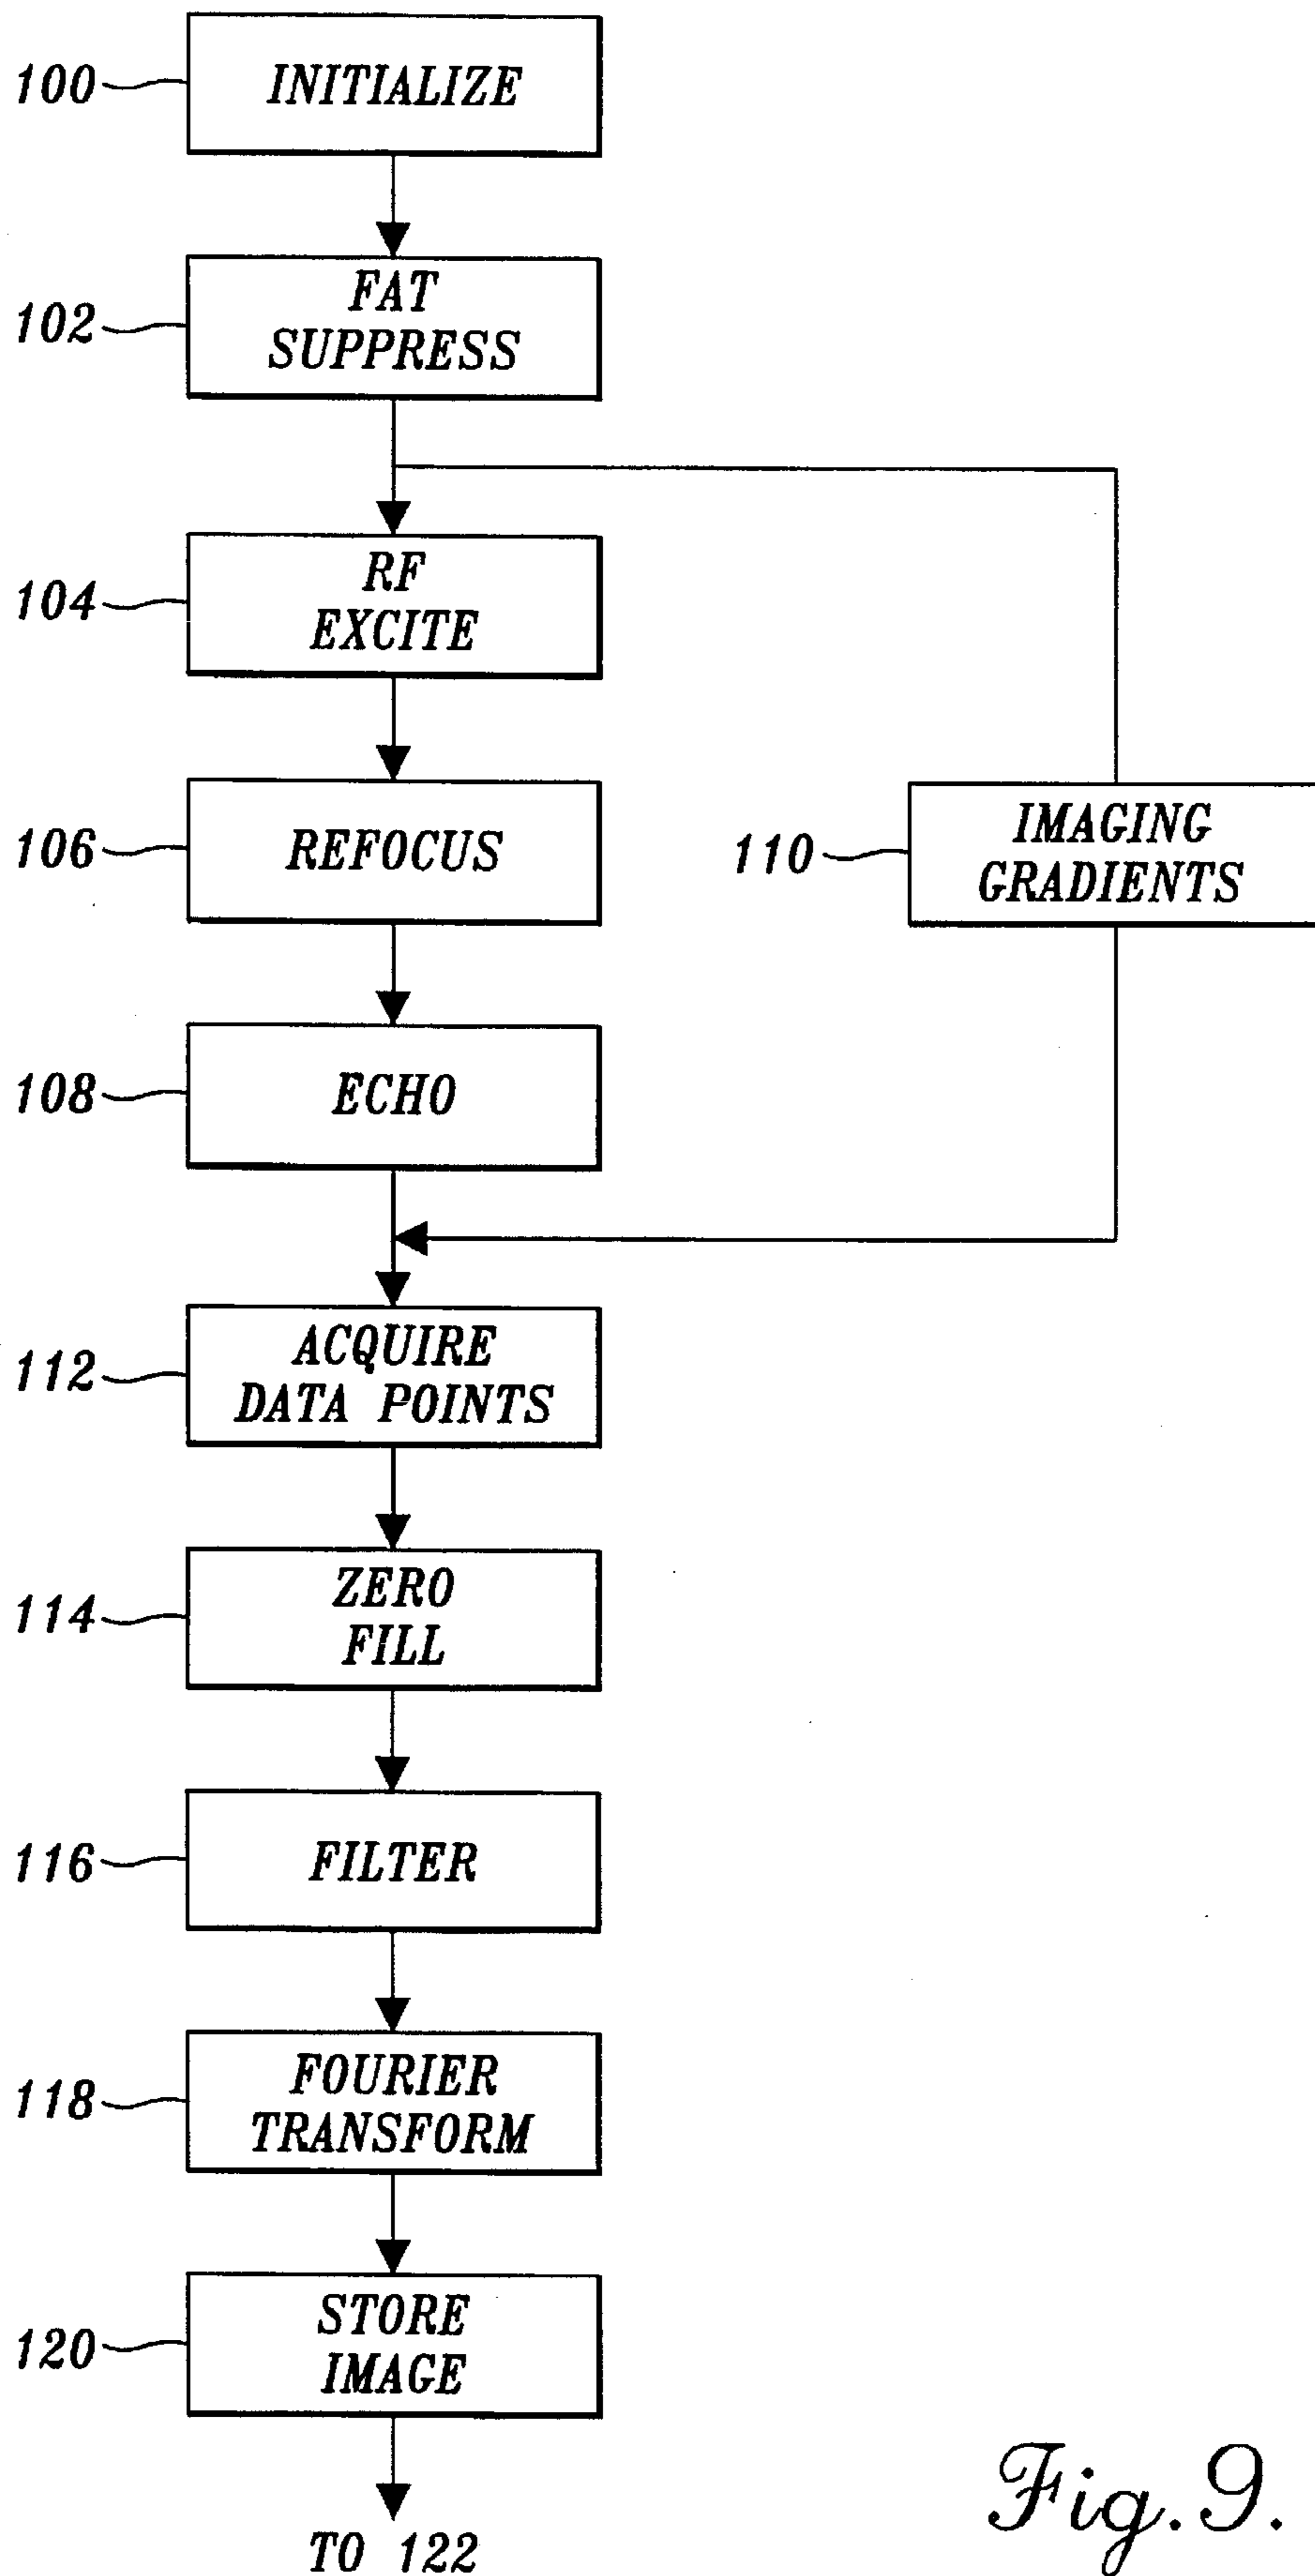 100 INITIALIZE
102 FAT
SUPPRESS
104 RF
EXCITE
106 REFOCUS
110 IMAGING
GRADIENTS
108 ECHO
112 ACQUIRE
DATA POINTS
114 ZERO
FILL
116 FILTER
118 FOURIER
TRANSFORM
120 STORE
IMAGE
TO 122
Fig.9.